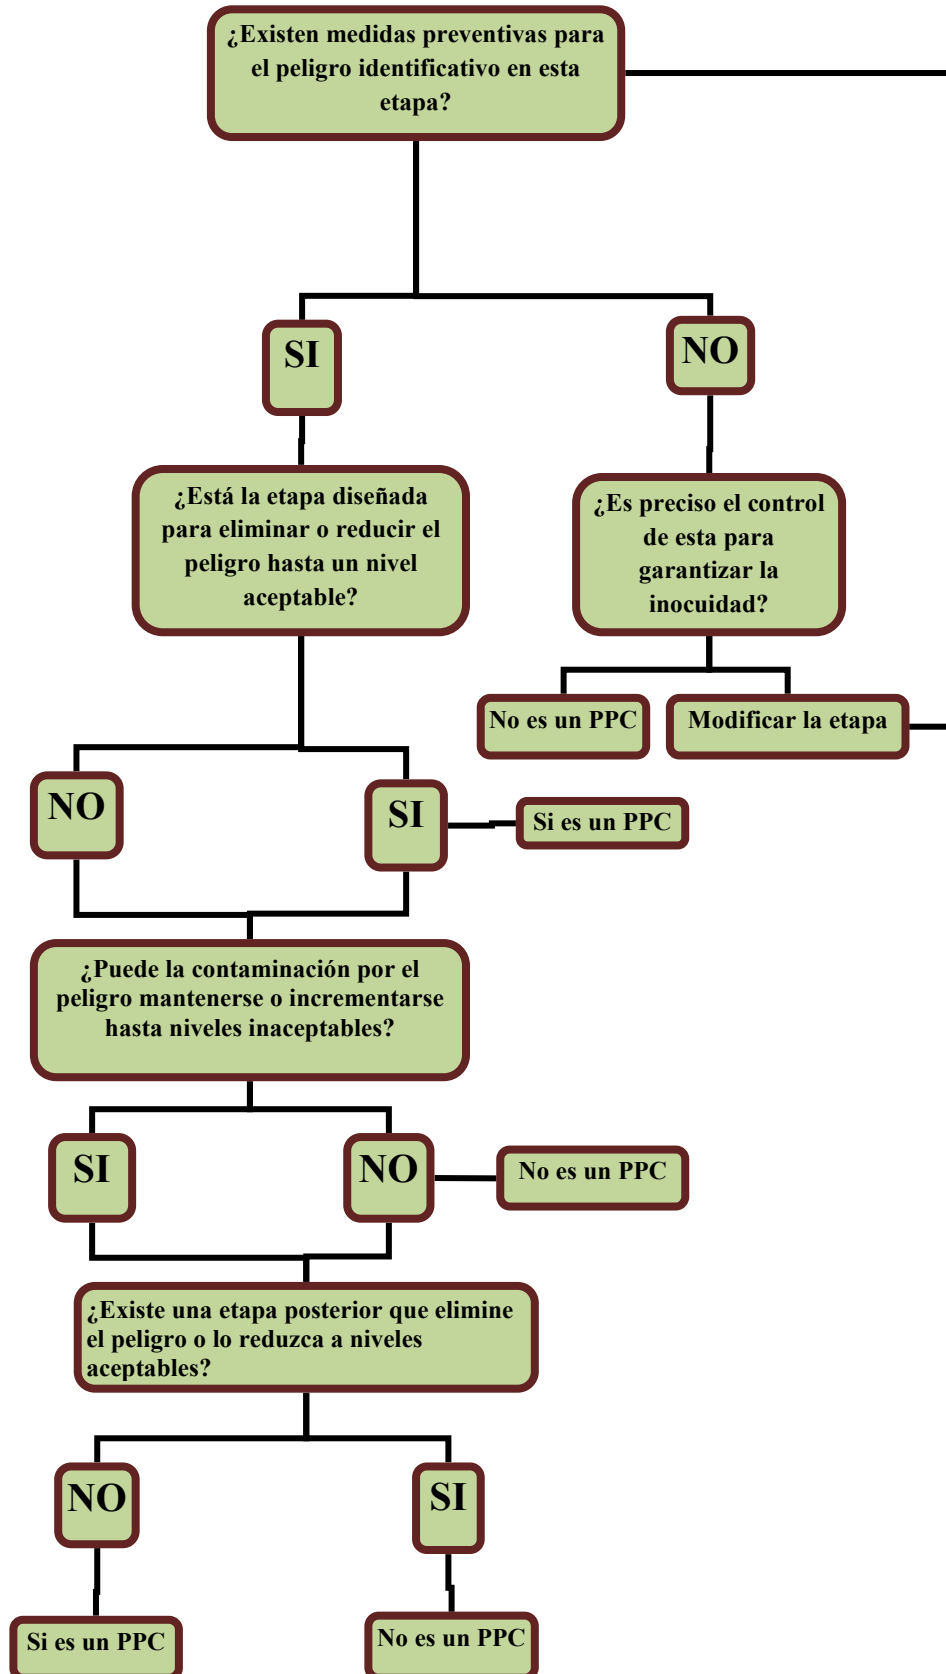 ¿Existen medidas preventivas para
el peligro identificativo en esta
etapa?
SI
NO
¿Está la etapa diseñada
para eliminar o reducir el
peligro hasta un nivel
aceptable?
¿Es preciso el control
de esta para
garantizar la
inocuidad?
No es un PPC
Modificar la etapa
NO
SI
Si es un PPC
¿Puede la contaminación por el
peligro mantenerse o incrementarse
hasta niveles inaceptables?
SI
NO
No es un PPC
¿Existe una etapa posterior que elimine
el peligro o lo reduzca a niveles
aceptables?
NO
SI
Si es un PPC
No es un PPC